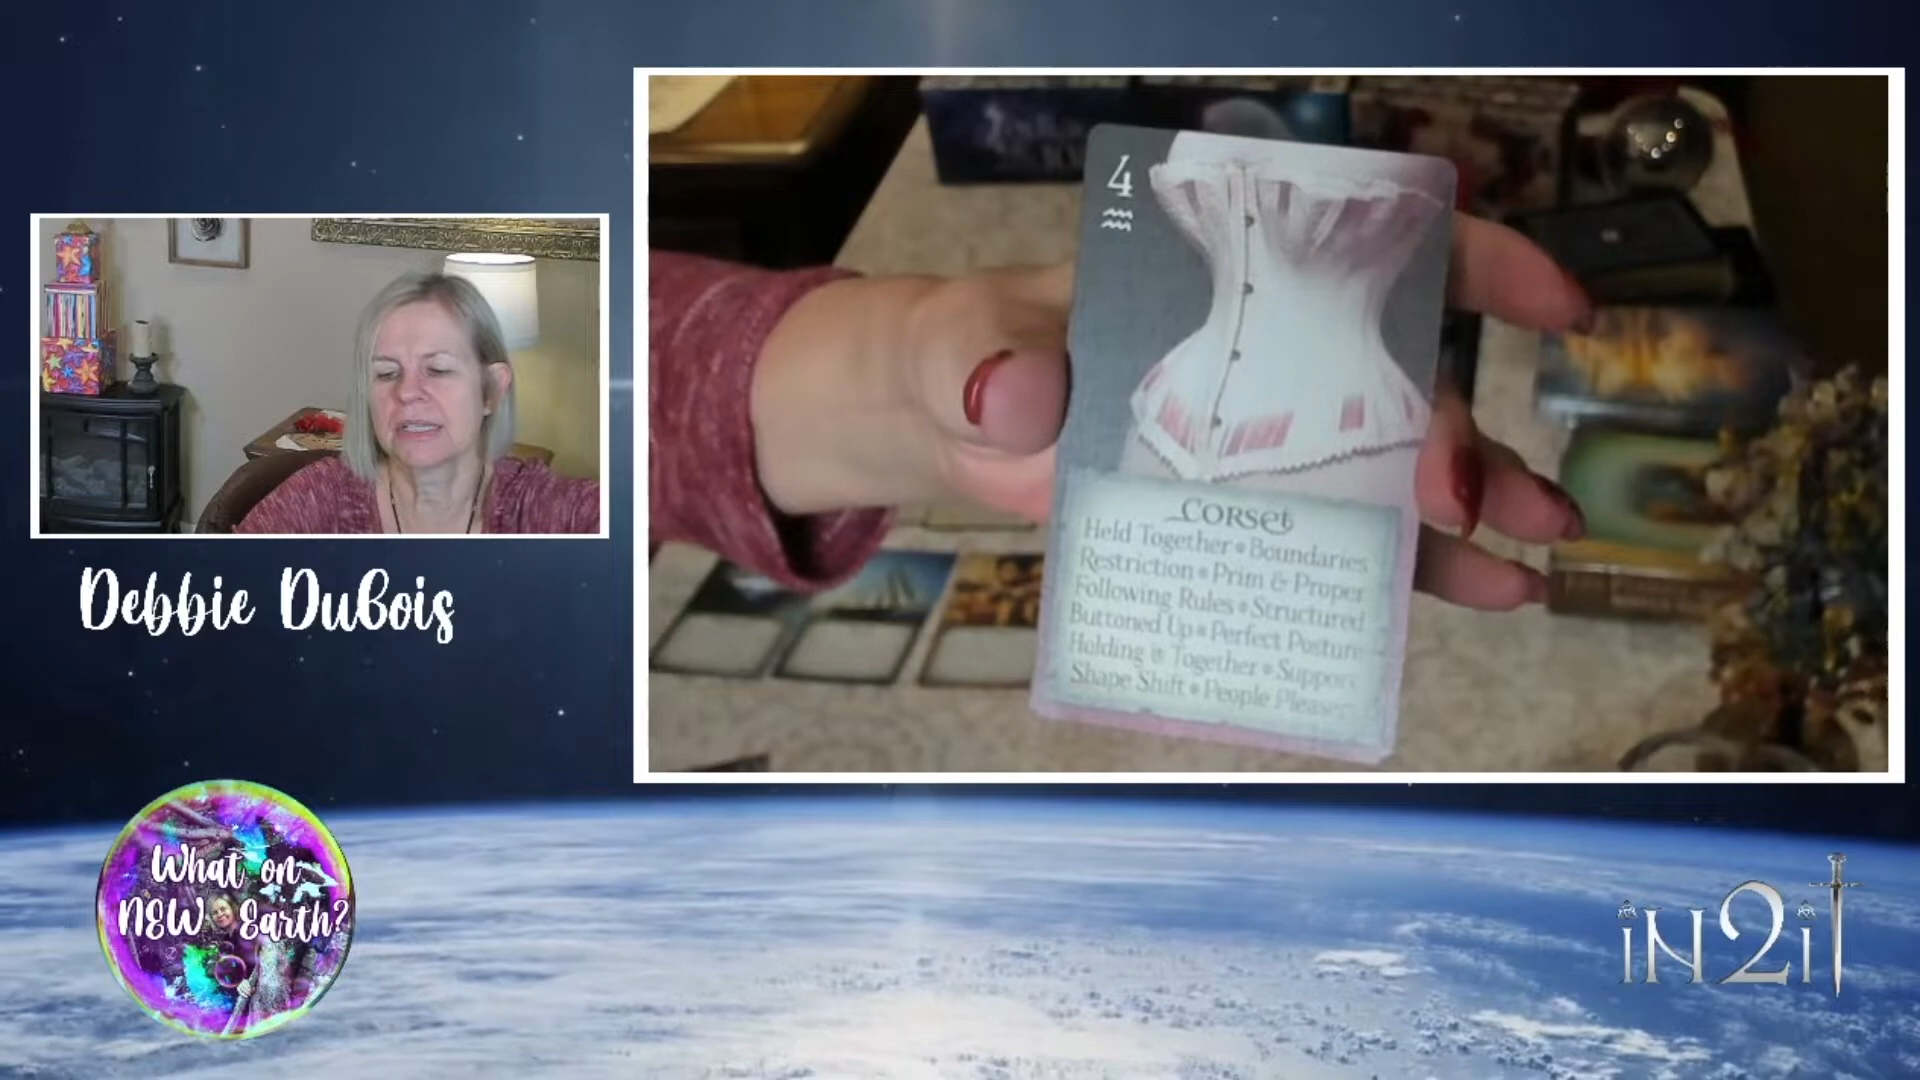 4
Corset
Held Together • Boundaries
Restriction • Prim & Proper
Following Rules • Structured
Buttoned Up • Perfect Posture
Holding it Together • Support
Shape Shift • People Pleaser
Debbie DuBois
What on
NEW Earth?
iN2iT